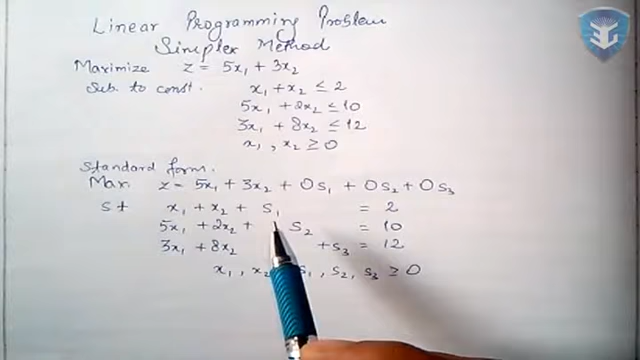 Linear Programming Problem
Simplex Method
Maximize z = 5x₁ + 3x₂
Sub. to const. x₁ + x₂ ≤ 2
5x₁ + 2x₂ ≤ 10
3x₁ + 8x₂ ≤ 12
x₁ , x₂ ≥ 0
Standard form.
Max. z = 5x₁ + 3x₂ + 0s₁ + 0s₂ + 0s₃
st x₁ + x₂ + s₁ = 2
5x₁ + 2x₂ + s₂ = 10
3x₁ + 8x₂ + s₃ = 12
x₁ , x₂ s₁ , s₂ , s₃ ≥ 0